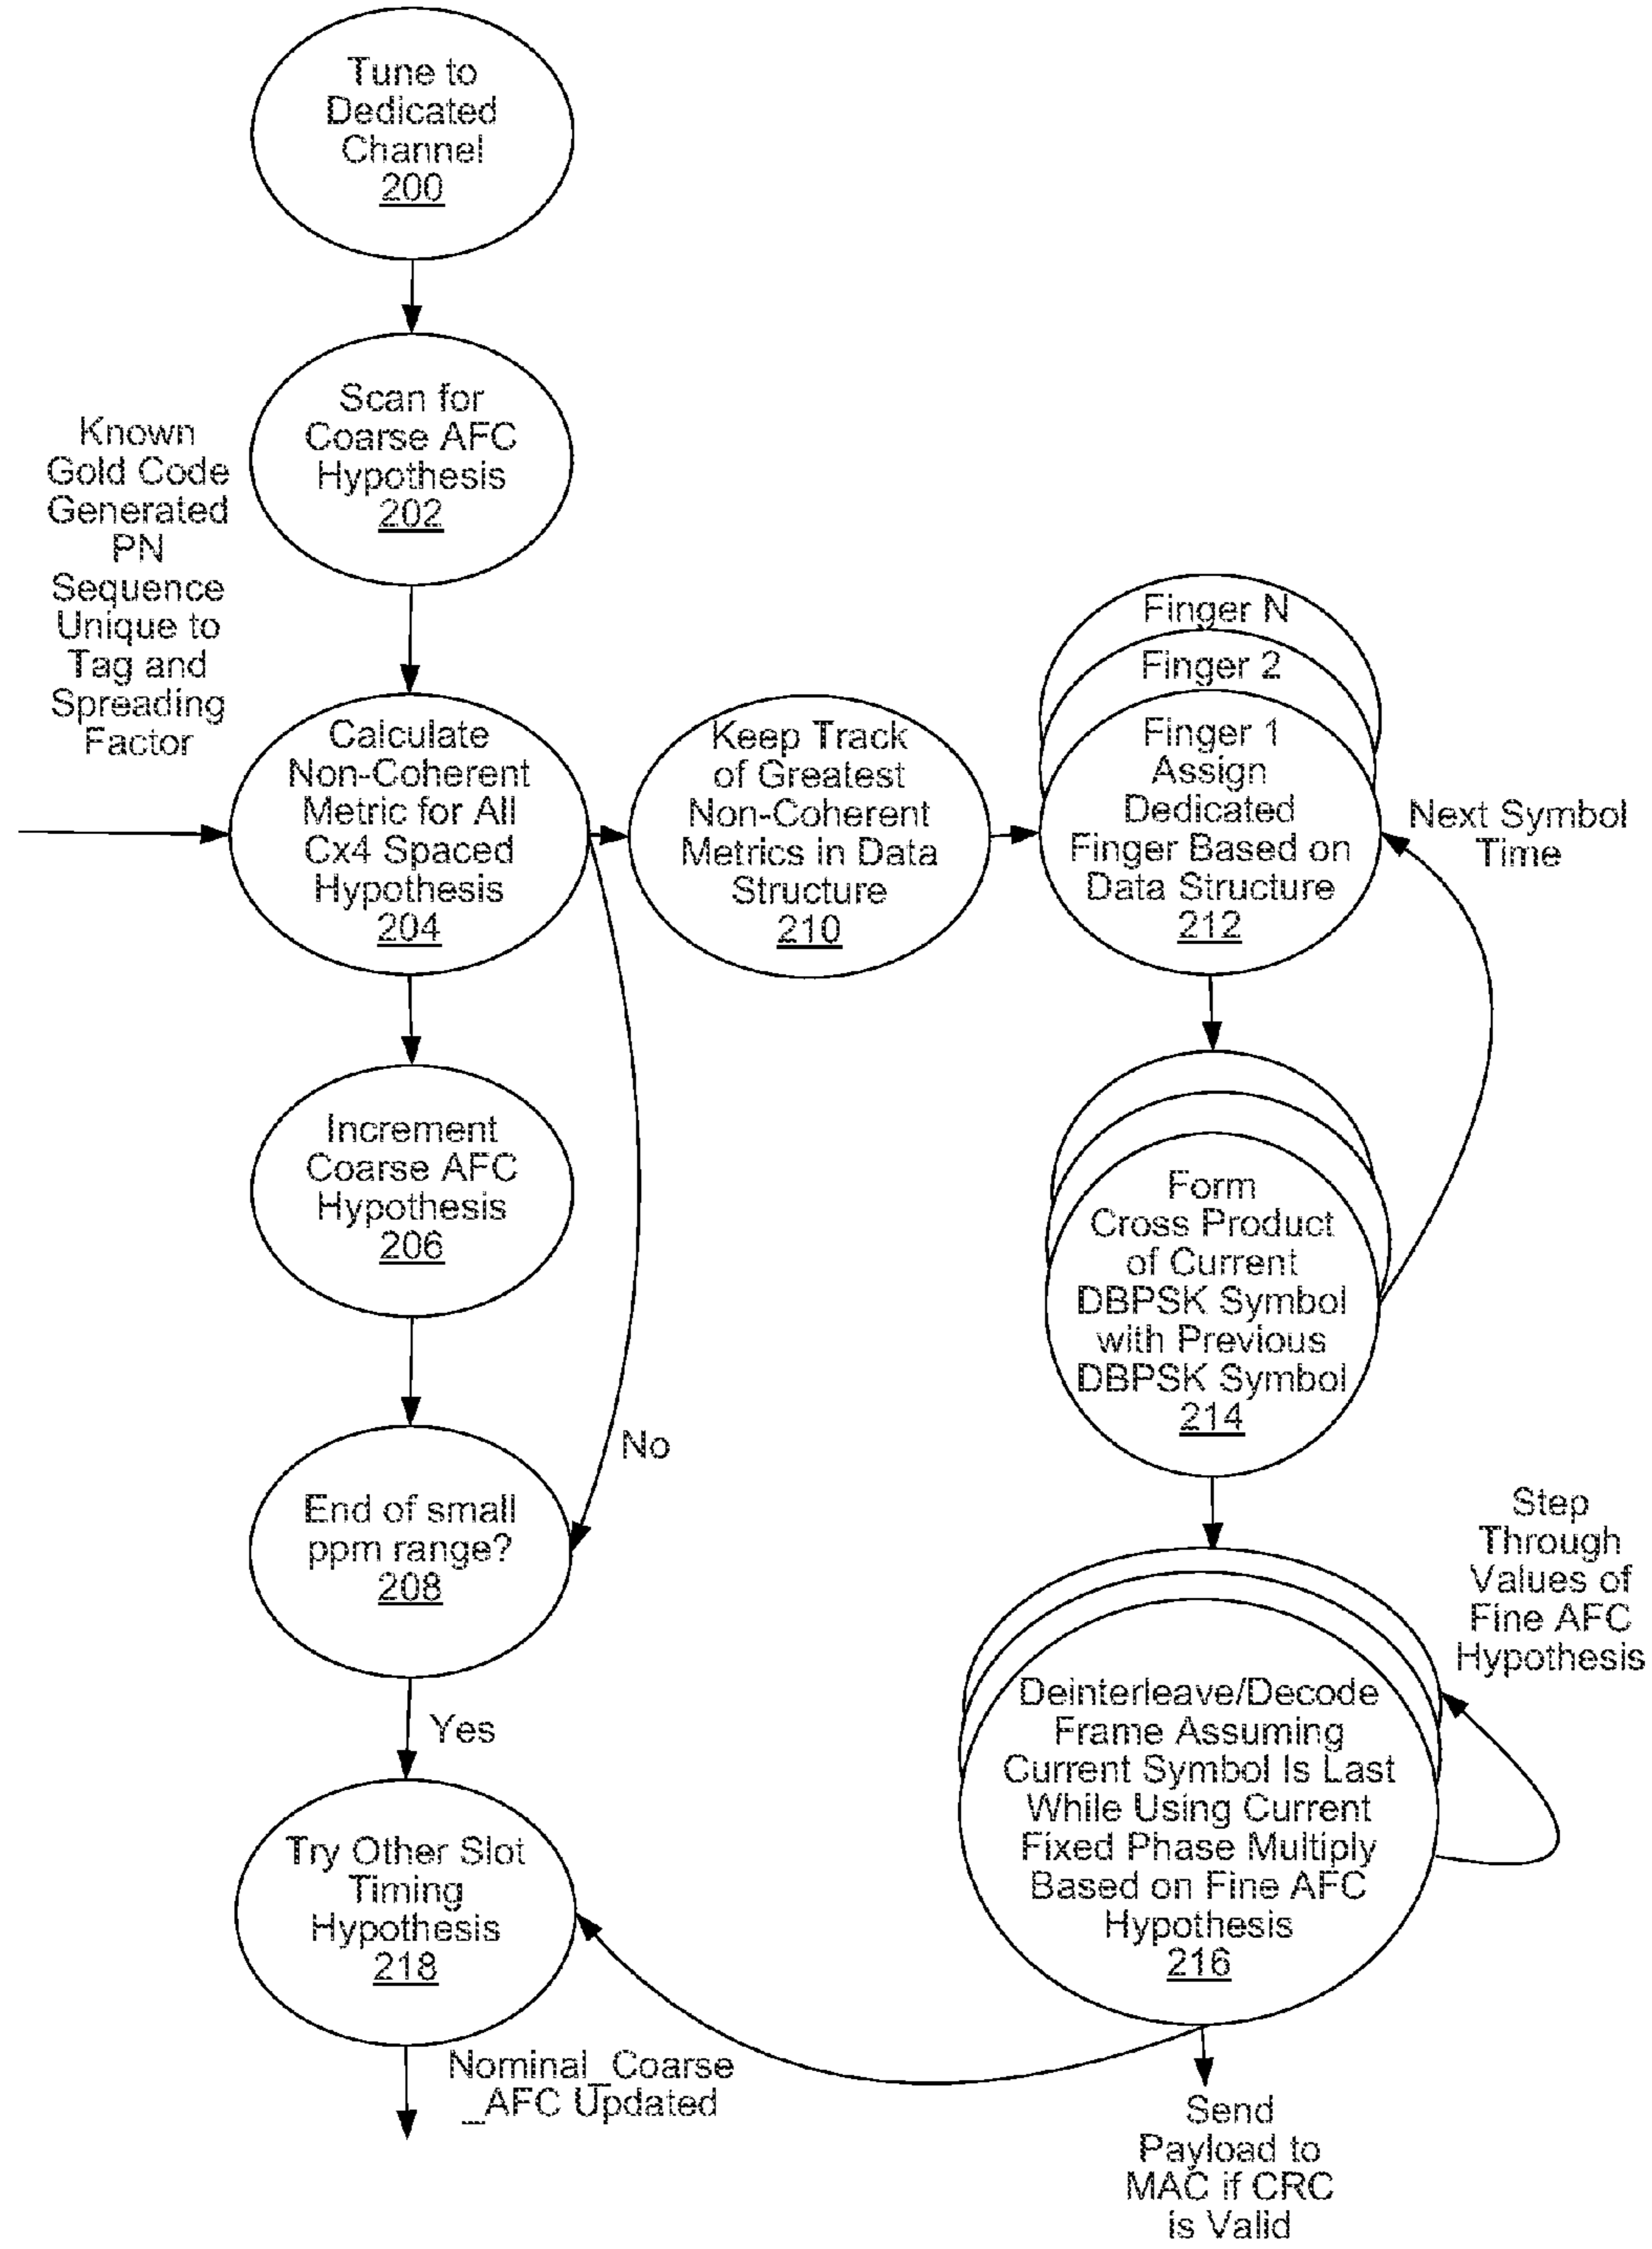 Tune to
Dedicated
Channel
200
Scan for
Coarse AFC
Hypothesis
202
Known
Gold Code
Generated
PN
Sequence
Unique to
Tag and
Spreading
Factor
Calculate
Non-Coherent
Metric for All
Cx4 Spaced
Hypothesis
204
Keep Track
of Greatest
Non-Coherent
Metrics in Data
Structure
210
Finger N
Finger 2
Finger 1
Assign
Dedicated
Finger Based on
Data Structure
212
Next Symbol
Time
Increment
Coarse AFC
Hypothesis
206
Form
Cross Product
of Current
DBPSK Symbol
with Previous
DBPSK Symbol
214
No
End of small
ppm range?
208
Yes
Step
Through
Values of
Fine AFC
Hypothesis
Deinterleave/Decode
Frame Assuming
Current Symbol Is Last
While Using Current
Fixed Phase Multiply
Based on Fine AFC
Hypothesis
216
Try Other Slot
Timing
Hypothesis
218
Nominal_Coarse
_AFC Updated
Send
Payload to
MAC if CRC
is Valid